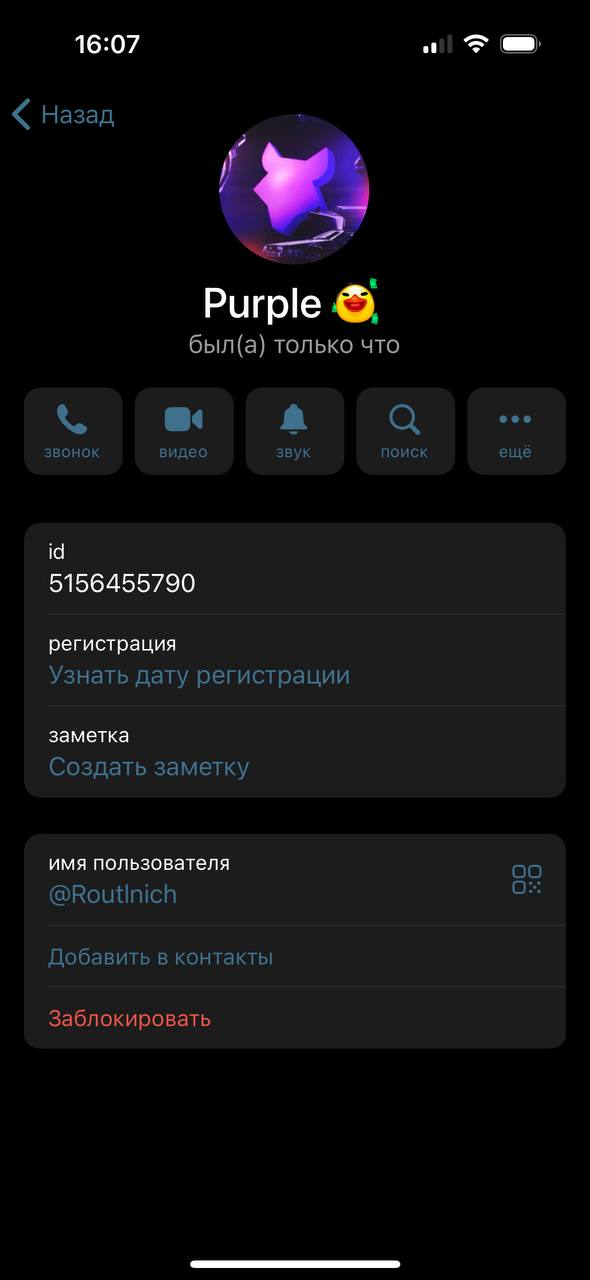 16:07
Назад
Purple
был(а) только что
звонок
видео
звук
поиск
ещё
id
5156455790
регистрация
Узнать дату регистрации
заметка
Создать заметку
имя пользователя
@Routlnich
Добавить в контакты
Заблокировать